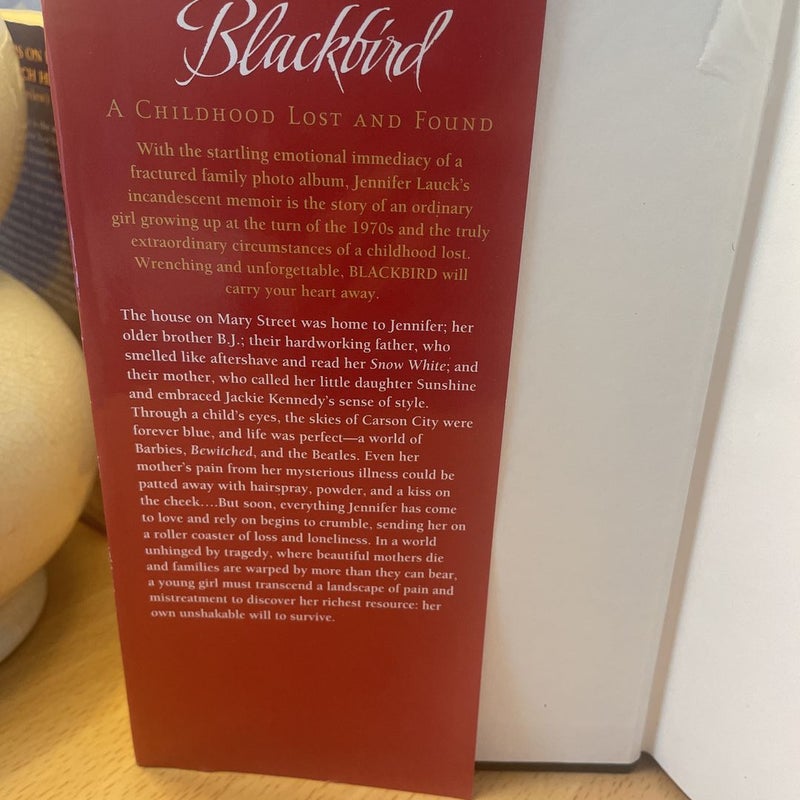 Blackbird
A Childhood Lost and Found
With the startling emotional immediacy of a
fractured family photo album, Jennifer Lauck's
incandescent memoir is the story of an ordinary
girl growing up at the turn of the 1970s and the truly
extraordinary circumstances of a childhood lost.
Wrenching and unforgettable, BLACKBIRD will
carry your heart away.
The house on Mary Street was home to Jennifer; her
older brother B.J.; their hardworking father, who
smelled like aftershave and read her Snow White; and
their mother, who called her little daughter Sunshine
and embraced Jackie Kennedy's sense of style.
Through a child's eyes, the skies of Carson City were
forever blue, and life was perfect—a world of
Barbies, Bewitched, and the Beatles. Even her
mother's pain from her mysterious illness could be
patted away with hairspray, powder, and a kiss on
the cheek....But soon, everything Jennifer has come
to love and rely on begins to crumble, sending her on
a roller coaster of loss and loneliness. In a world
unhinged by tragedy, where beautiful mothers die
and families are warped by more than they can bear,
a young girl must transcend a landscape of pain and
mistreatment to discover her richest resource: her
own unshakable will to survive.